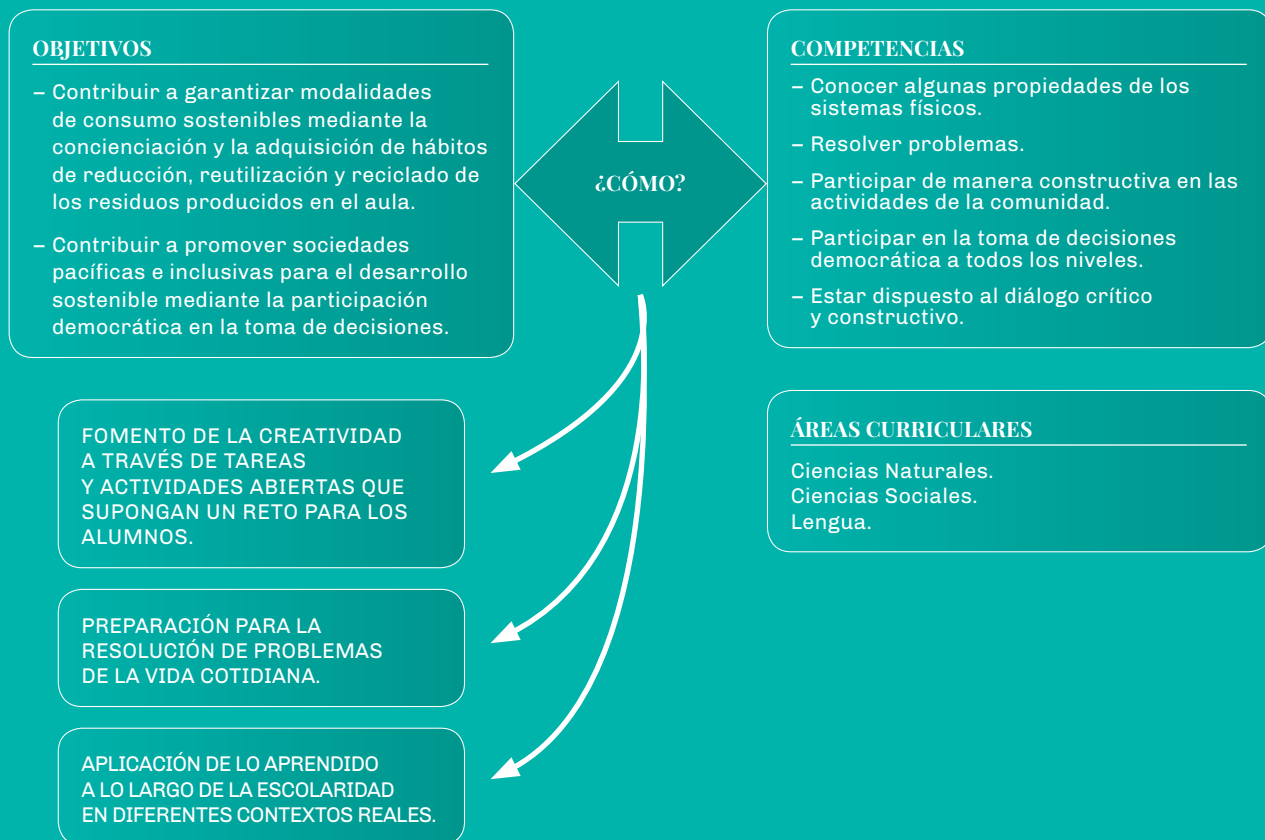 OBJETIVOS
– Contribuir a garantizar modalidades
de consumo sostenibles mediante la
concienciación y la adquisición de hábitos
de reducción, reutilización y reciclado de
los residuos producidos en el aula.
– Contribuir a promover sociedades
pacíficas e inclusivas para el desarrollo
sostenible mediante la participación
democrática en la toma de decisiones.
¿CÓMO?
COMPETENCIAS
– Conocer algunas propiedades de los
sistemas físicos.
– Resolver problemas.
– Participar de manera constructiva en las
actividades de la comunidad.
– Participar en la toma de decisiones
democrática a todos los niveles.
– Estar dispuesto al diálogo crítico
y constructivo.
FOMENTO DE LA CREATIVIDAD
A TRAVÉS DE TAREAS
Y ACTIVIDADES ABIERTAS QUE
SUPONGAN UN RETO PARA LOS
ALUMNOS.
ÁREAS CURRICULARES
Ciencias Naturales.
Ciencias Sociales.
Lengua.
PREPARACIÓN PARA LA
RESOLUCIÓN DE PROBLEMAS
DE LA VIDA COTIDIANA.
APLICACIÓN DE LO APRENDIDO
A LO LARGO DE LA ESCOLARIDAD
EN DIFERENTES CONTEXTOS REALES.